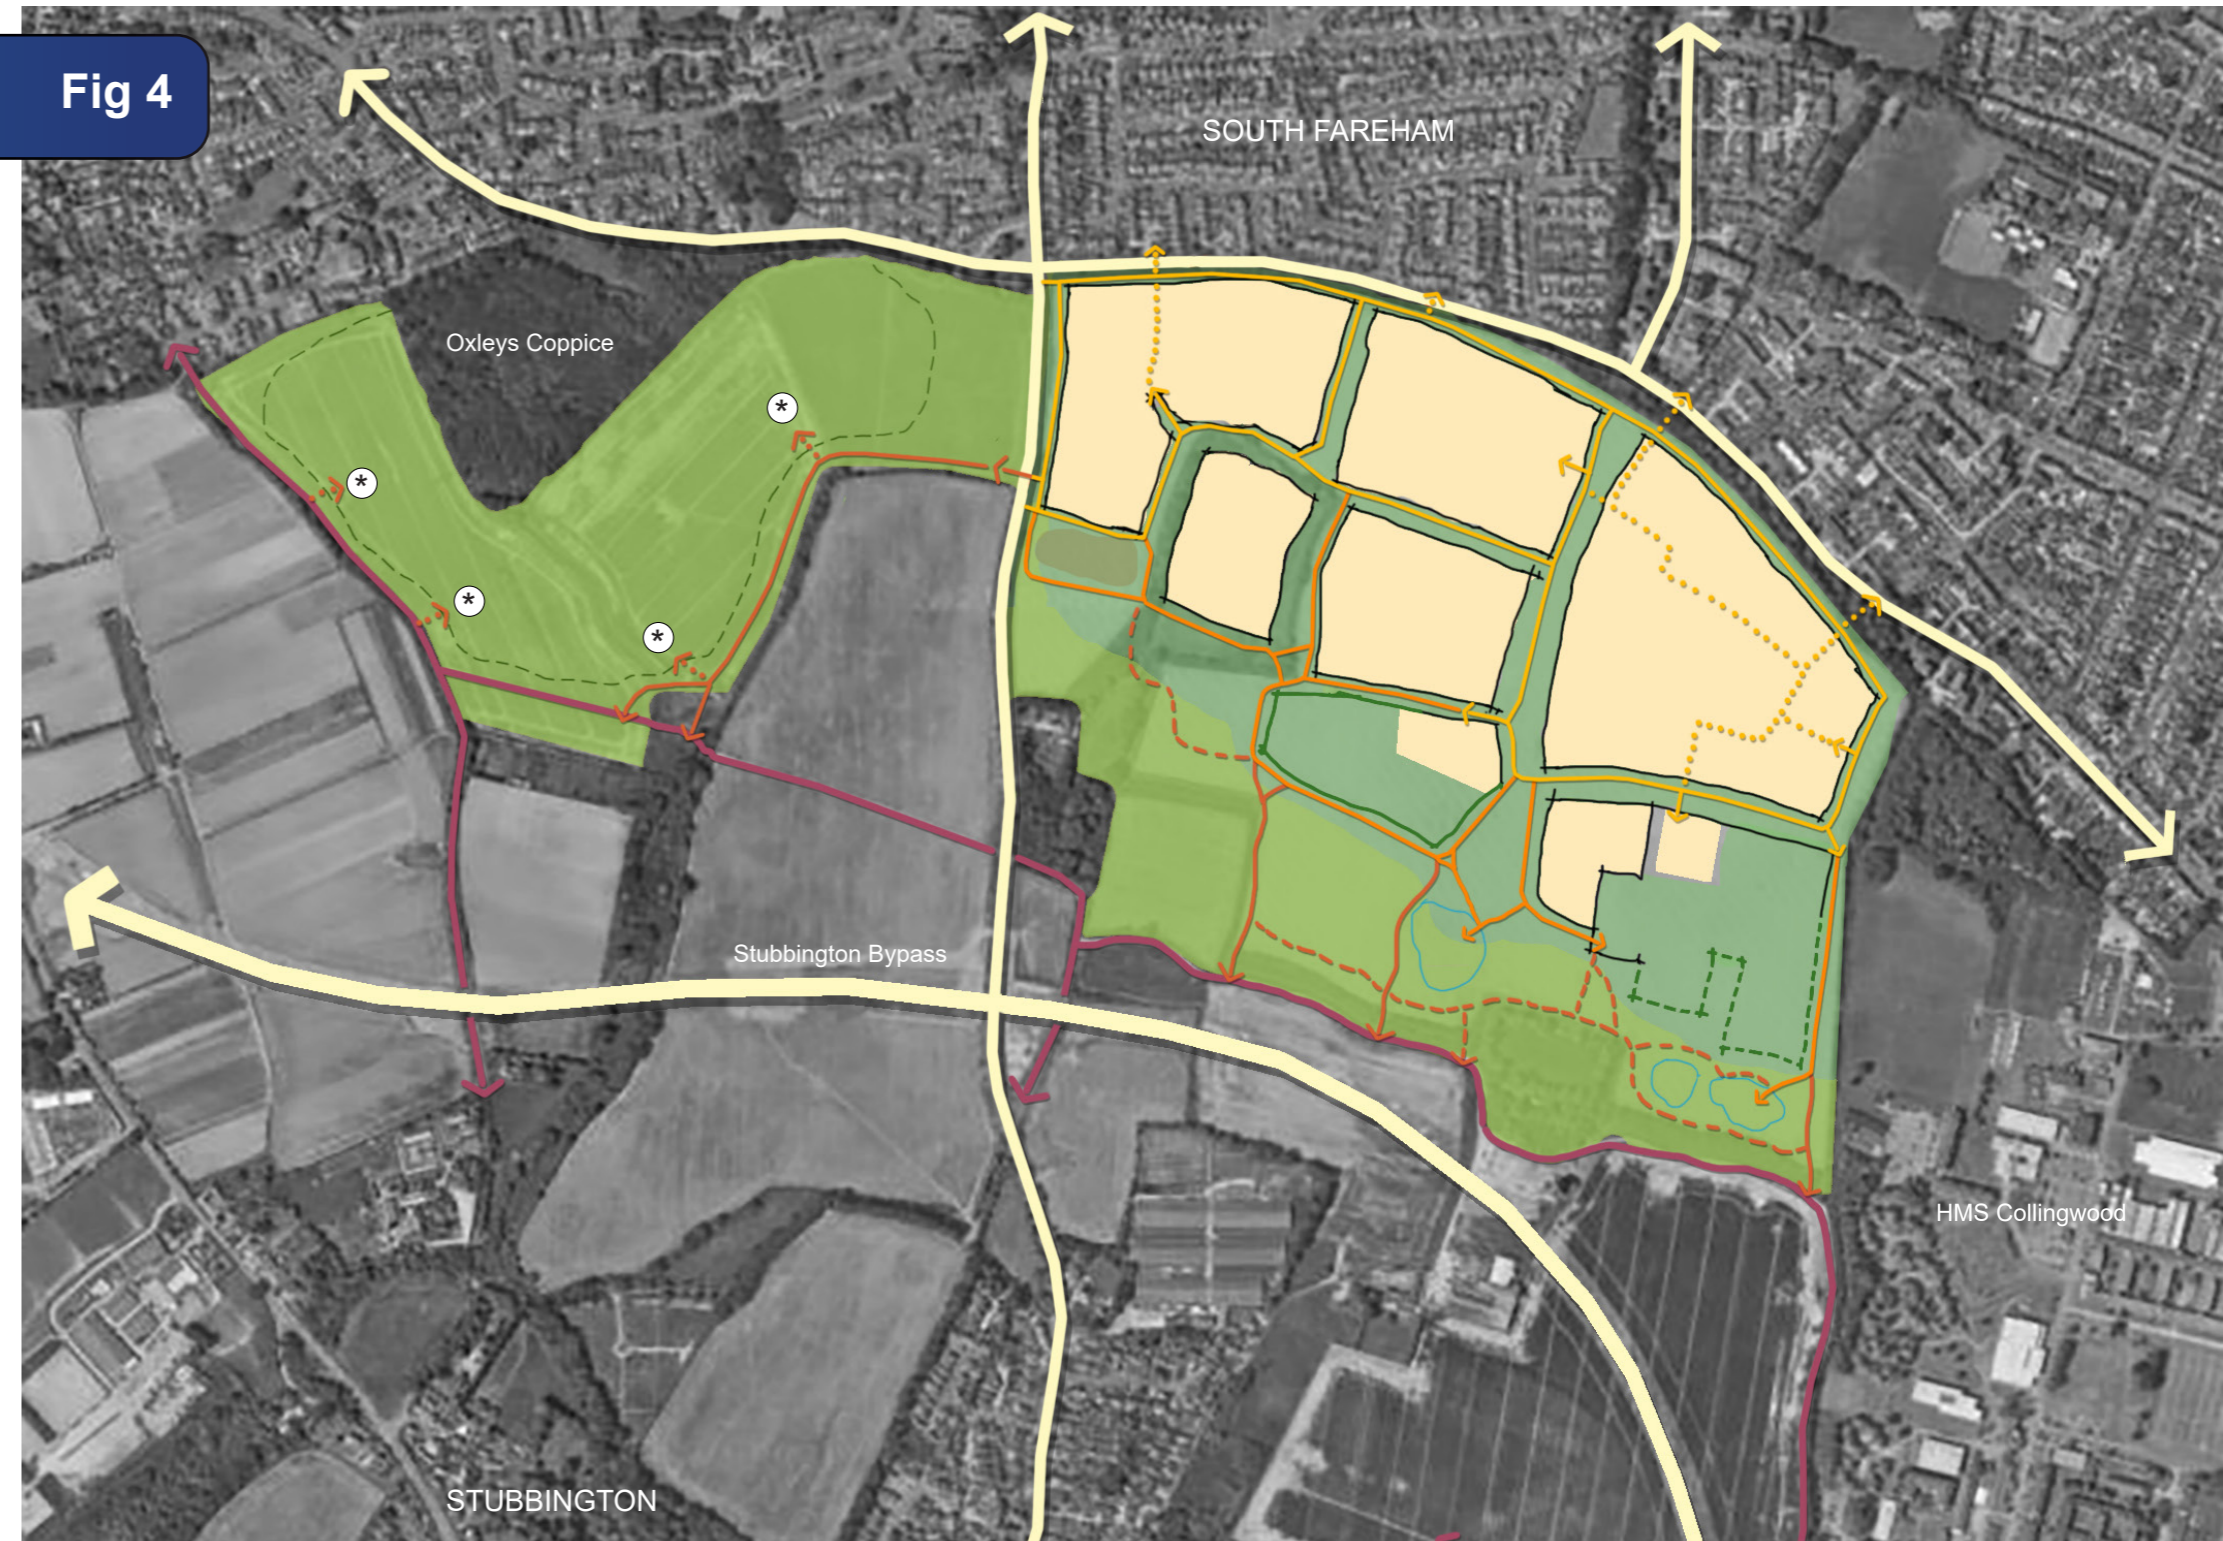 Fig 4
SOUTH FAREHAM
Oxleys Coppice
*
*
*
*
Stubbington Bypass
HMS Collingwood
STUBBINGTON